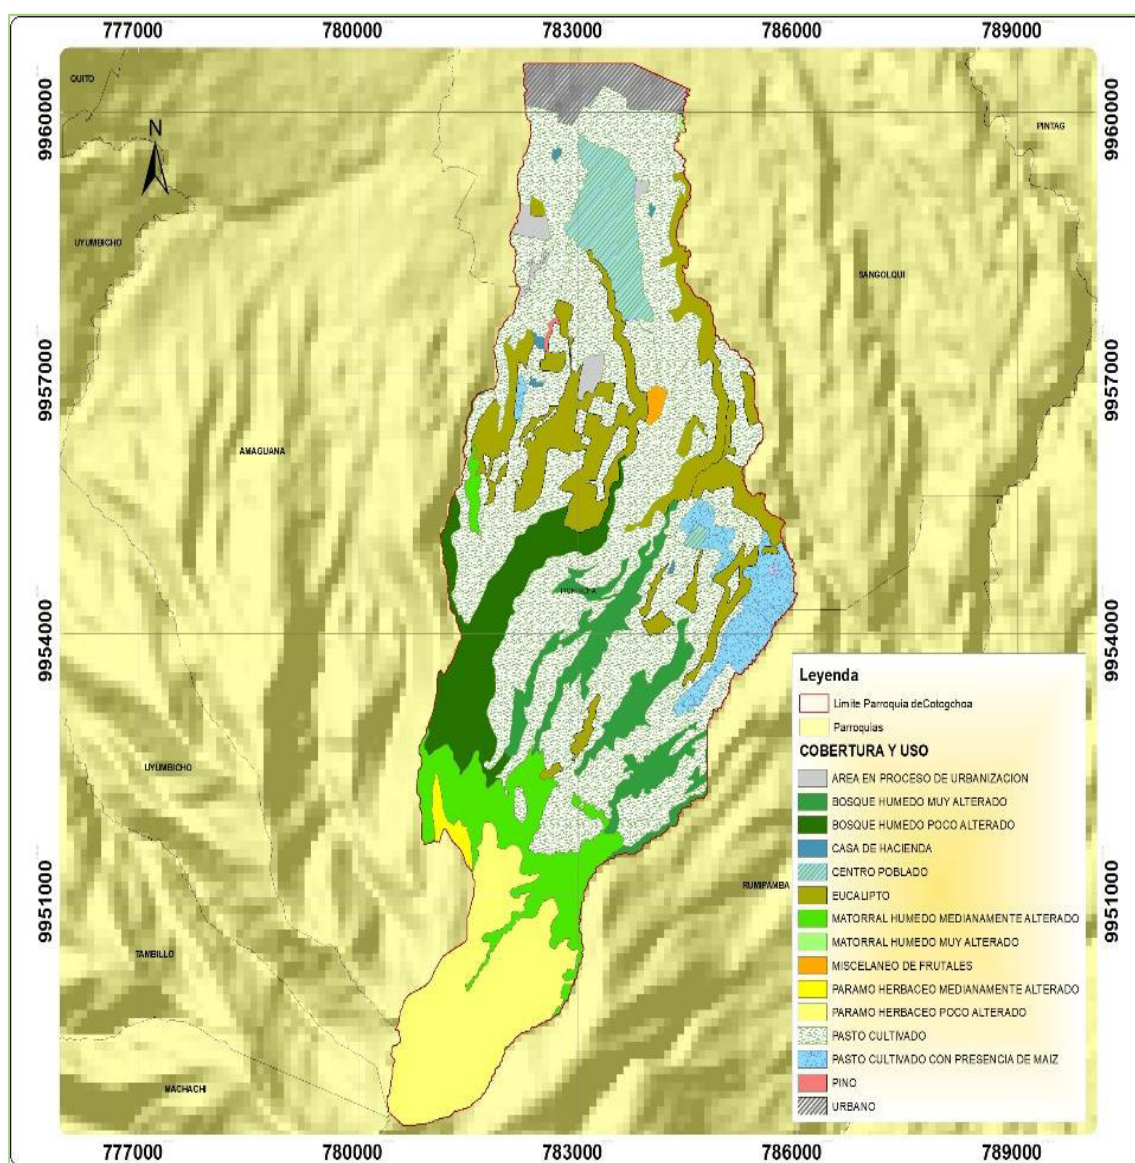 777000 780000 783000 786000 789000
QUITO
9960000
9960000
N
PINTAG
UYUMBICHO
SANGOLQUI
9957000
9957000
AMAGUANA
9954000
9954000
Leyenda
Limite Parroquia deCotogchoa
Parroquias
COBERTURA Y USO
UYUMBICHO
AREA EN PROCESO DE URBANIZACION
BOSQUE HUMEDO MUY ALTERADO
BOSQUE HUMEDO POCO ALTERADO
CASA DE HACIENDA
CENTRO POBLADO
RUMIPAMBA
EUCALIPTO
9951000
9951000
MATORRAL HUMEDO MEDIANAMENTE ALTERADO
MATORRAL HUMEDO MUY ALTERADO
TAMBILLO
MISCELANEO DE FRUTALES
PARAMO HERBACEO MEDIANAMENTE ALTERADO
PARAMO HERBACEO POCO ALTERADO
PASTO CULTIVADO
PASTO CULTIVADO CON PRESENCIA DE MAIZ
MACHACHI
PINO
URBANO
777000 780000 783000 786000 789000